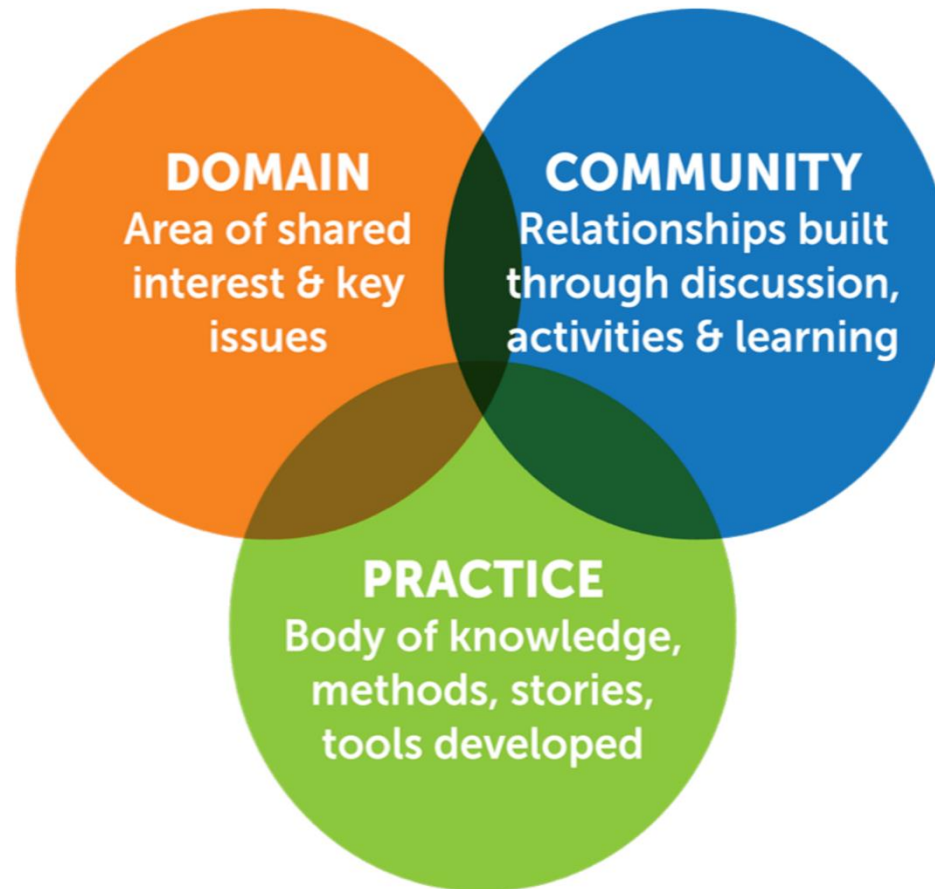 DOMAIN
Area of shared
interest & key
issues
COMMUNITY
Relationships built
through discussion,
activities & learning
PRACTICE
Body of knowledge,
methods, stories,
tools developed